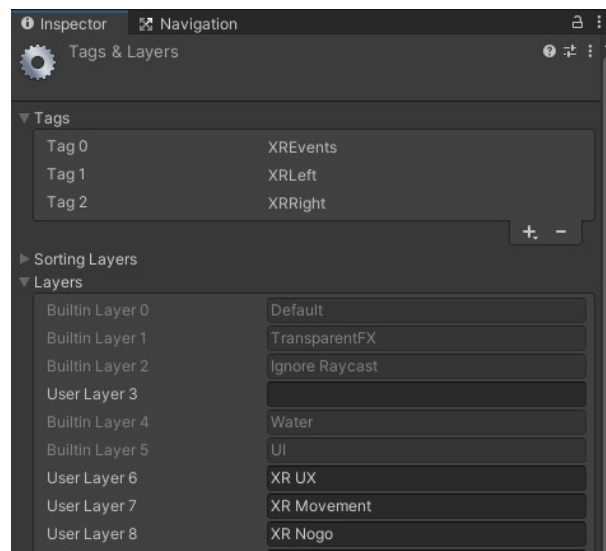 Inspector Navigation
Tags & Layers
Tags
Tag 0 XREvents
Tag 1 XRLeft
Tag 2 XRRight
Sorting Layers
Layers
Builtin Layer 0 Default
Builtin Layer 1 TransparentFX
Builtin Layer 2 Ignore Raycast
User Layer 3
Builtin Layer 4 Water
Builtin Layer 5 UI
User Layer 6 XR UX
User Layer 7 XR Movement
User Layer 8 XR Nogo